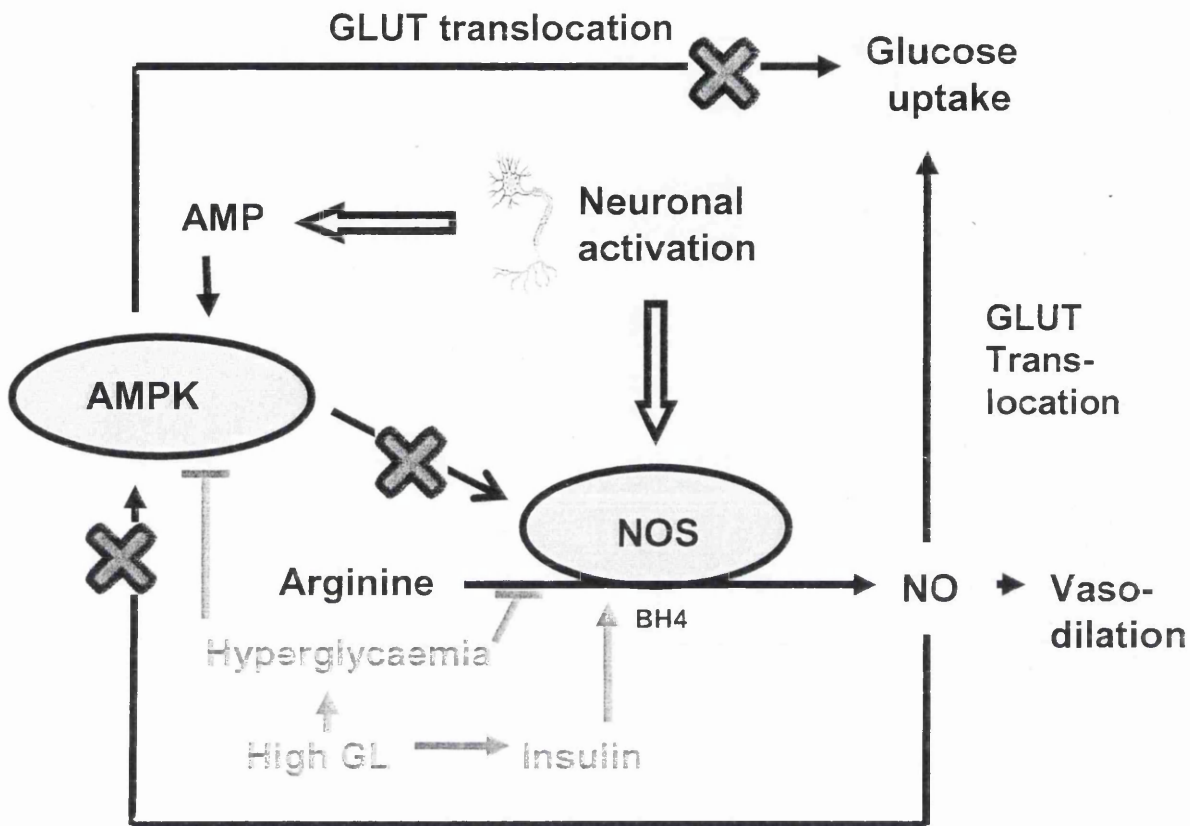 GLUT translocation
Glucose
uptake
Neuronal
activation
AMP
GLUT
Trans-
location
AMPK
NOS
Arginine
NO
Vaso-
dilation
BH4
Hyperglycaemia
High GL
Insulin